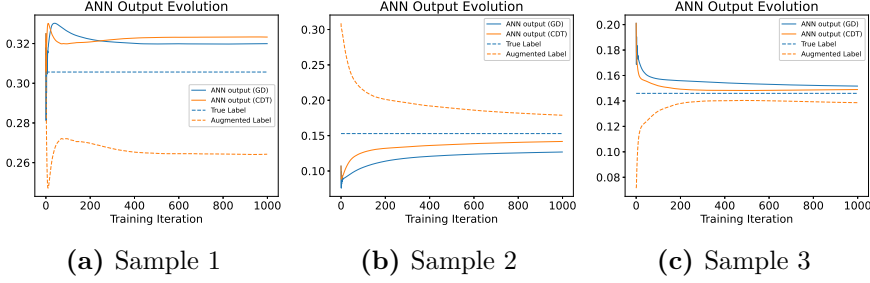 ANN Output Evolution
0.32
0.30
0.28
0.26
ANN output (GD)
ANN output (CDT)
True Label
Augmented Label
0 200 400 600 800 1000
Training Iteration
(a) Sample 1
ANN Output Evolution
0.30
0.25
0.20
0.15
0.10
ANN output (GD)
ANN output (CDT)
True Label
Augmented Label
0 200 400 600 800 1000
Training Iteration
(b) Sample 2
ANN Output Evolution
0.20
0.18
0.16
0.14
0.12
0.10
0.08
ANN output (GD)
ANN output (CDT)
True Label
Augmented Label
0 200 400 600 800 1000
Training Iteration
(c) Sample 3